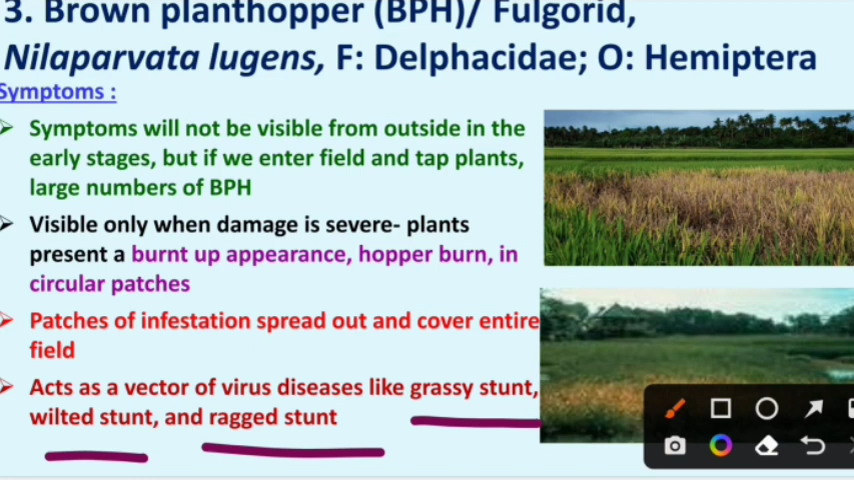 3. Brown planthopper (BPH)/ Fulgorid,
Nilaparvata lugens, F: Delphacidae; O: Hemiptera
Symptoms :
Symptoms will not be visible from outside in the
early stages, but if we enter field and tap plants,
large numbers of BPH
Visible only when damage is severe- plants
present a burnt up appearance, hopper burn, in
circular patches
Patches of infestation spread out and cover entire
field
Acts as a vector of virus diseases like grassy stunt,
wilted stunt, and ragged stunt